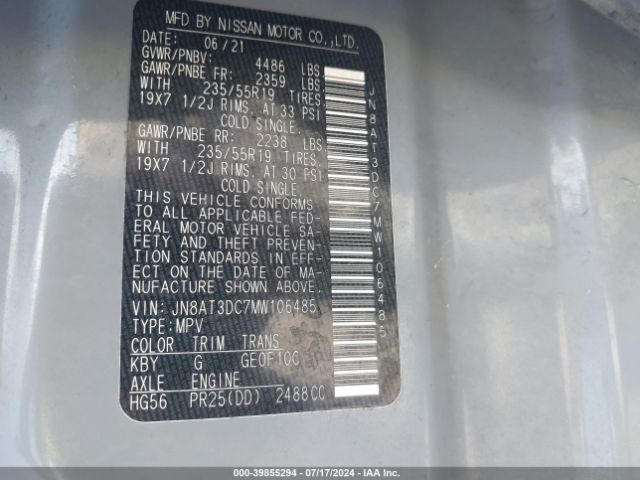 MFD BY NISSAN MOTOR CO.,LTD.
DATE: 06/21
GVWR/PNBV: 4486 LBS
GAWR/PNBE FR: 2359 LBS
WITH 235/55R19 TIRES,
19X7 1/2J RIMS, AT 33 PSI
COLD SINGLE,
GAWR/PNBE RR: 2238 LBS
WITH 235/55R19 TIRES,
19X7 1/2J RIMS, AT 30 PSI
COLD SINGLE,
THIS VEHICLE CONFORMS
TO ALL APPLICABLE FED-
ERAL MOTOR VEHICLE SA-
FETY AND THEFT PREVEN-
TION STANDARDS IN EFF-
ECT ON THE DATE OF MA-
NUFACTURE SHOWN ABOVE.
VIN: JN8AT3DC7MW106485
TYPE:MPV
COLOR TRIM TRANS
KBY G GE0F10C
AXLE ENGINE
HG56 PR25(DD) 2488CC
JN8AT3DC7MW106485
000-39855294 - 07/17/2024 - IAA Inc.